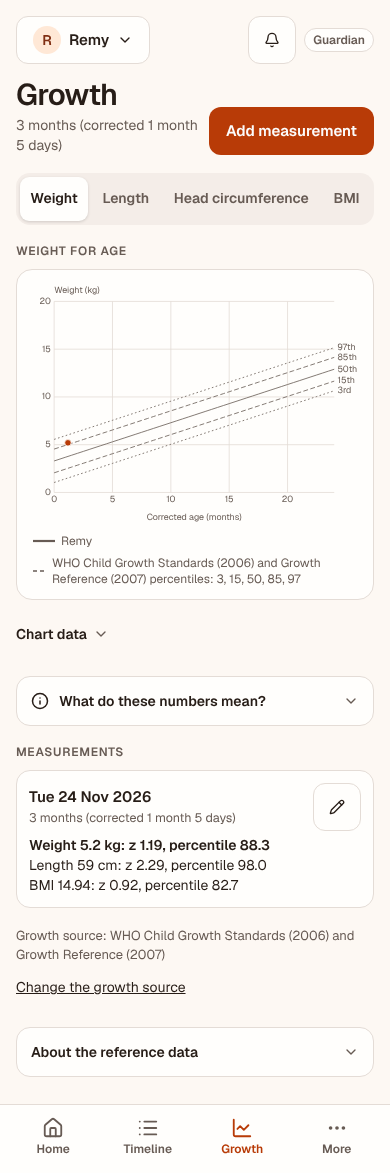 R Remy
Guardian
Growth
3 months (corrected 1 month
5 days)
Add measurement
Weight Length Head circumference BMI
WEIGHT FOR AGE
Weight (kg)
20
15
10
5
0
97th
85th
50th
15th
3rd
0 5 10 15 20
Corrected age (months)
Remy
WHO Child Growth Standards (2006) and Growth
Reference (2007) percentiles: 3, 15, 50, 85, 97
Chart data
What do these numbers mean?
MEASUREMENTS
Tue 24 Nov 2026
3 months (corrected 1 month 5 days)
Weight 5.2 kg: z 1.19, percentile 88.3
Length 59 cm: z 2.29, percentile 98.0
BMI 14.94: z 0.92, percentile 82.7
Growth source: WHO Child Growth Standards (2006) and
Growth Reference (2007)
Change the growth source
About the reference data
Home Timeline Growth More